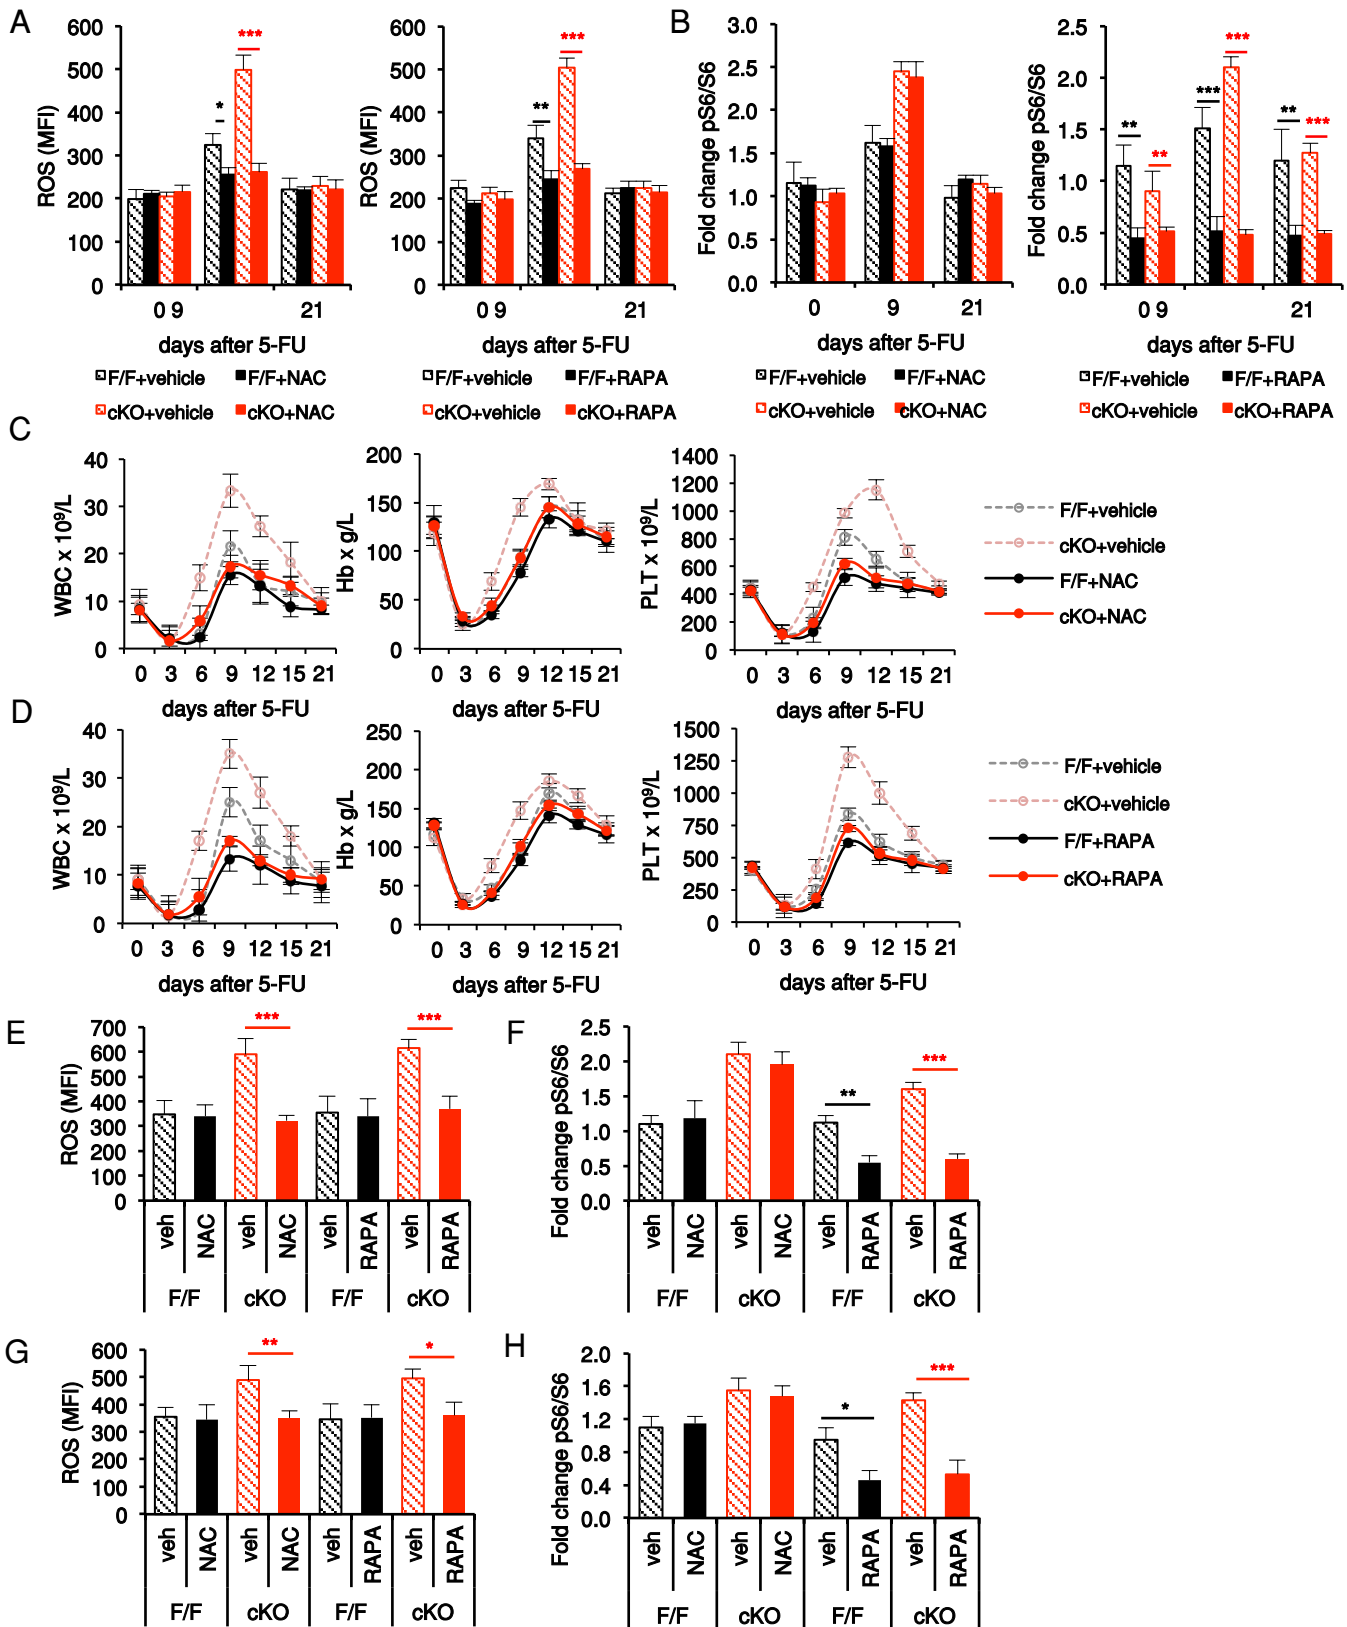 A
600
500
400
300
200
100
0
ROS (MFI)
*
***
0 9
21
days after 5-FU
F/F+vehicle
F/F+NAC
cKO+vehicle
cKO+NAC
600
500
400
300
200
100
0
ROS (MFI)
**
***
0 9
21
days after 5-FU
F/F+vehicle
F/F+RAPA
cKO+vehicle
cKO+RAPA
B
3.0
2.5
2.0
1.5
1.0
0.5
0.0
Fold change pS6/S6
0
9
21
days after 5-FU
F/F+vehicle
F/F+NAC
cKO+vehicle
cKO+NAC
2.5
2.0
1.5
1.0
0.5
0.0
Fold change pS6/S6
**
**
***
***
**
***
0 9
21
days after 5-FU
F/F+vehicle
F/F+RAPA
cKO+vehicle
cKO+RAPA
C
40
30
20
10
0
WBC x 10⁹/L
0 3 6 9 12 15 21
days after 5-FU
200
150
100
50
0
Hb x g/L
0 3 6 9 12 15 21
days after 5-FU
1400
1200
1000
800
600
400
200
0
PLT x 10⁹/L
0 3 6 9 12 15 21
days after 5-FU
F/F+vehicle
cKO+vehicle
F/F+NAC
cKO+NAC
D
40
30
20
10
0
WBC x 10⁹/L
0 3 6 9 12 15 21
days after 5-FU
250
200
150
100
50
0
Hb x g/L
0 3 6 9 12 15 21
days after 5-FU
1500
1250
1000
750
500
250
0
PLT x 10⁹/L
0 3 6 9 12 15 21
days after 5-FU
F/F+vehicle
cKO+vehicle
F/F+RAPA
cKO+RAPA
E
700
600
500
400
300
200
100
0
ROS (MFI)
***
***
veh NAC veh NAC veh RAPA veh RAPA
F/F cKO F/F cKO
F
2.5
2.0
1.5
1.0
0.5
0.0
Fold change pS6/S6
**
***
veh NAC veh NAC veh RAPA veh RAPA
F/F cKO F/F cKO
G
600
500
400
300
200
100
0
ROS (MFI)
**
*
veh NAC veh NAC veh RAPA veh RAPA
F/F cKO F/F cKO
H
2.0
1.6
1.2
0.8
0.4
0.0
Fold change pS6/S6
*
***
veh NAC veh NAC veh RAPA veh RAPA
F/F cKO F/F cKO